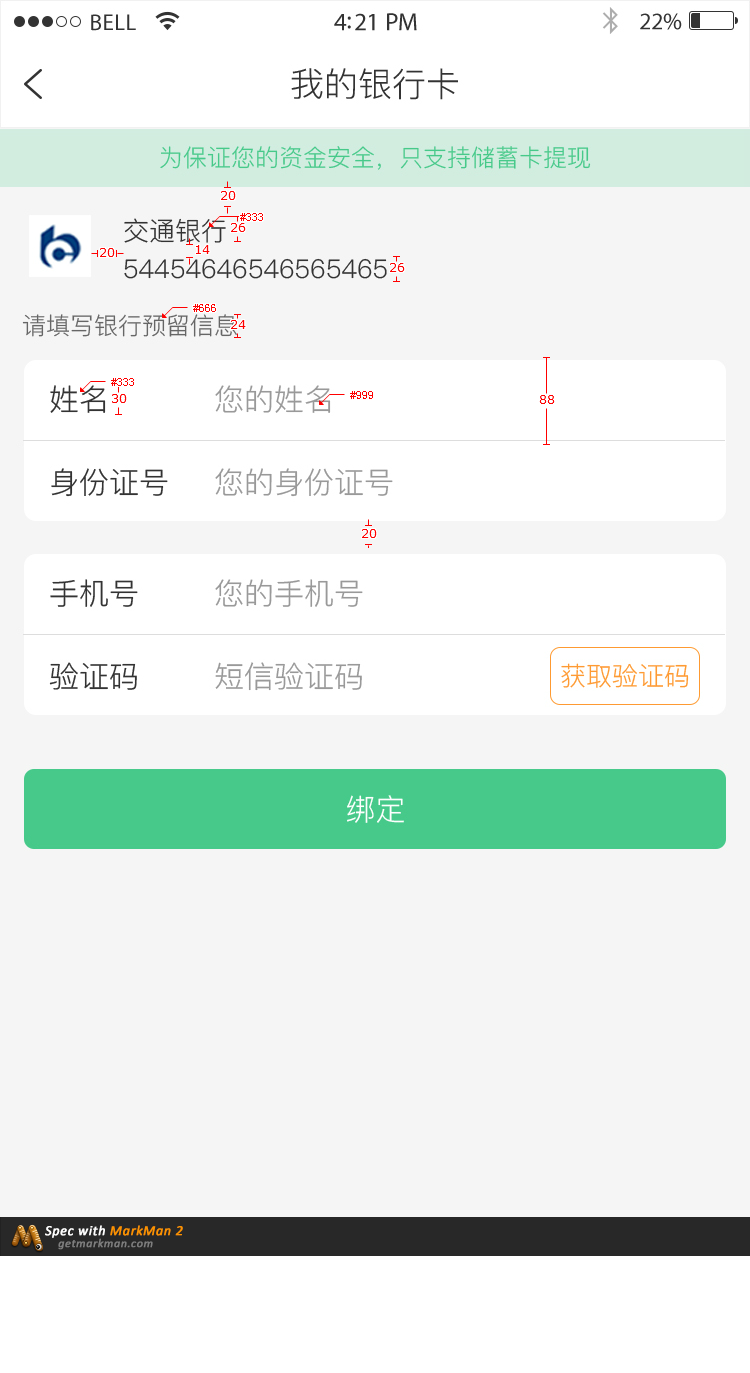 BELL 4:21 PM 22%
我的银行卡
为保证您的资金安全，只支持储蓄卡提现
20
#333
交通银行 26
20 14
54454646546565465 26
#666
请填写银行预留信息 24
#333
姓名 30 您的姓名 #999 88
身份证号 您的身份证号
20
手机号 您的手机号
验证码 短信验证码 获取验证码
绑定
Spec with MarkMan 2
getmarkman.com